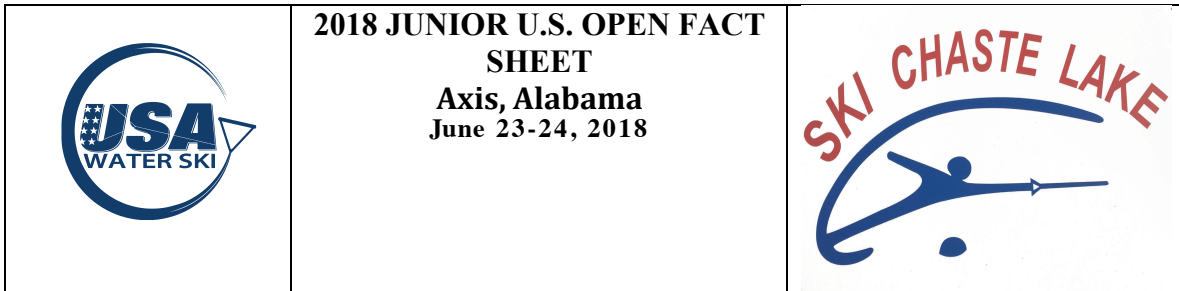 USA
WATER SKI
2018 JUNIOR U.S. OPEN FACT
SHEET
Axis, Alabama
June 23-24, 2018
SKI CHASTE LAKE